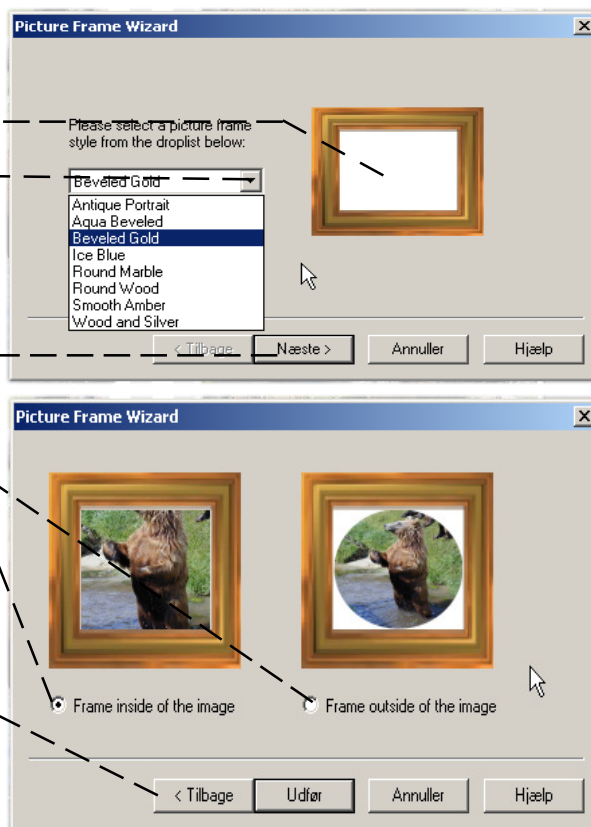 Picture Frame Wizard
Please select a picture frame
style from the droplist below:
Beveled Gold
Antique Portrait
Aqua Beveled
Beveled Gold
Ice Blue
Round Marble
Round Wood
Smooth Amber
Wood and Silver
< Tilbage
Næste >
Annuller
Hjælp
Picture Frame Wizard
Frame inside of the image
Frame outside of the image
< Tilbage
Udfør
Annuller
Hjælp